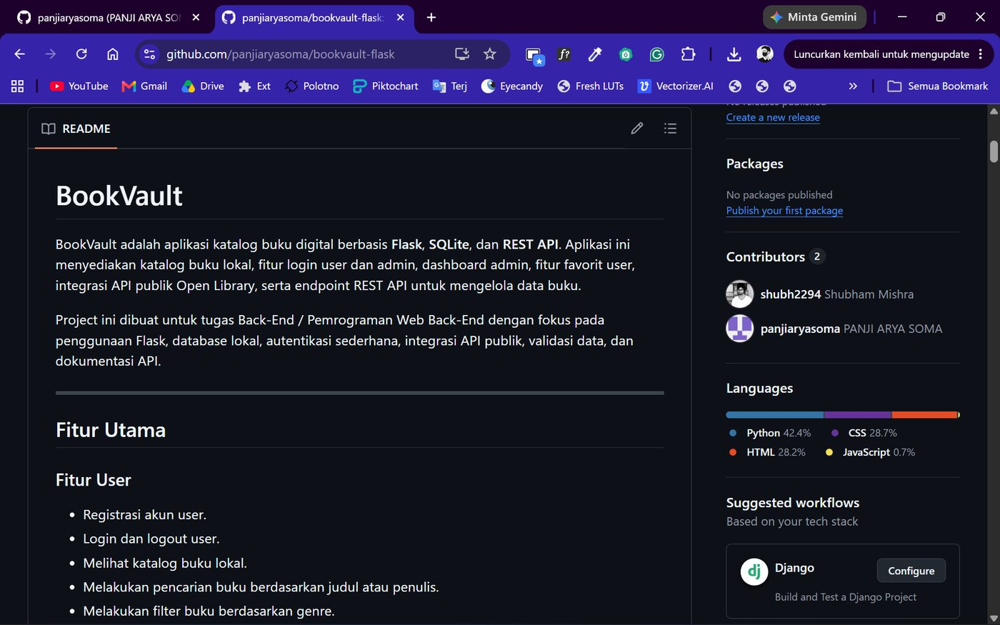 panjiaryasoma (PANJI ARYA SO
panjiaryasoma/bookvault-flask:
Minta Gemini
github.com/panjiaryasoma/bookvault-flask
f?
Luncurkan kembali untuk mengupdate
YouTube
Gmail
Drive
Ext
Polotno
Piktochart
Terj
Eyecandy
Fresh LUTs
Vectorizer.AI
Semua Bookmark
README
BookVault
BookVault adalah aplikasi katalog buku digital berbasis Flask, SQLite, dan REST API. Aplikasi ini
menyediakan katalog buku lokal, fitur login user dan admin, dashboard admin, fitur favorit user,
integrasi API publik Open Library, serta endpoint REST API untuk mengelola data buku.
Project ini dibuat untuk tugas Back-End / Pemrograman Web Back-End dengan fokus pada
penggunaan Flask, database lokal, autentikasi sederhana, integrasi API publik, validasi data, dan
dokumentasi API.
Fitur Utama
Fitur User
• Registrasi akun user.
• Login dan logout user.
• Melihat katalog buku lokal.
• Melakukan pencarian buku berdasarkan judul atau penulis.
• Melakukan filter buku berdasarkan genre.
No releases published
Create a new release
Packages
No packages published
Publish your first package
Contributors 2
shubh2294 Shubham Mishra
panjiaryasoma PANJI ARYA SOMA
Languages
Python 42.4%
CSS 28.7%
HTML 28.2%
JavaScript 0.7%
Suggested workflows
Based on your tech stack
dj
Django
Configure
Build and Test a Django Project